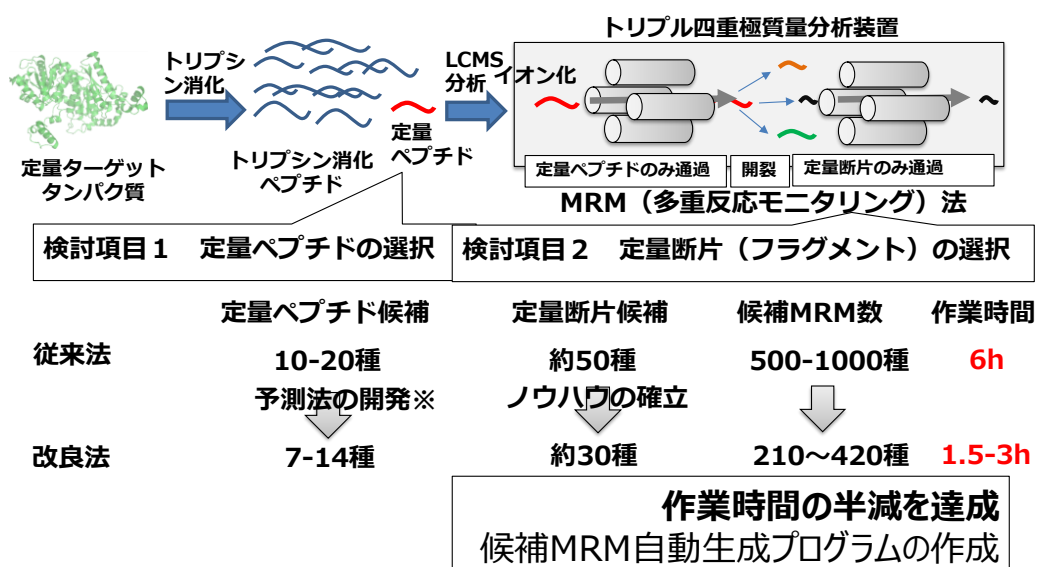 トリプル四重極質量分析装置
トリプシ
ン消化
LCMS
分析
イオン化
定量
ペプチド
定量ターゲット
タンパク質
トリプシン消化
ペプチド
定量ペプチドのみ通過
開裂
定量断片のみ通過
MRM（多重反応モニタリング）法
検討項目１　定量ペプチドの選択
検討項目２　定量断片（フラグメント）の選択
定量ペプチド候補
定量断片候補
候補MRM数
作業時間
従来法
10-20種
約50種
500-1000種
6h
予測法の開発※
ノウハウの確立
改良法
7-14種
約30種
210～420種
1.5-3h
作業時間の半減を達成
候補MRM自動生成プログラムの作成